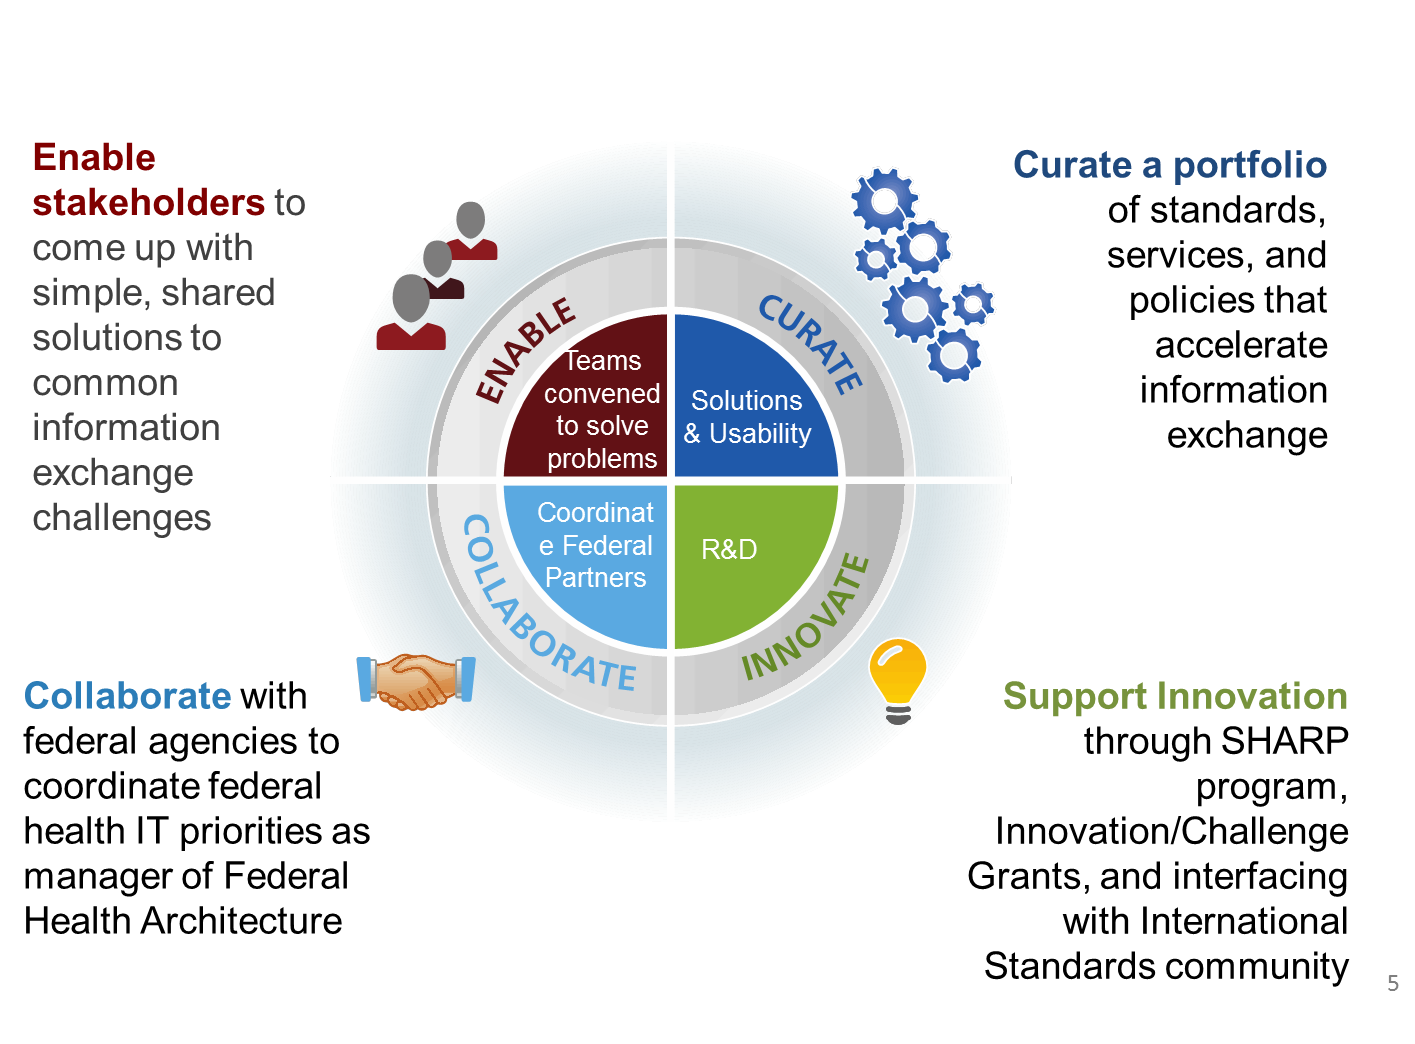 Enable
stakeholders to
come up with
simple, shared
solutions to
common
information
exchange
challenges
Curate a portfolio
of standards,
services, and
policies that
accelerate
information
exchange
ENABLE
CURATE
Teams
convened
to solve
problems
Solutions
& Usability
Coordinat
e Federal
Partners
R&D
COLLABORATE
INNOVATE
Collaborate with
federal agencies to
coordinate federal
health IT priorities as
manager of Federal
Health Architecture
Support Innovation
through SHARP
program,
Innovation/Challenge
Grants, and interfacing
with International
Standards community
5